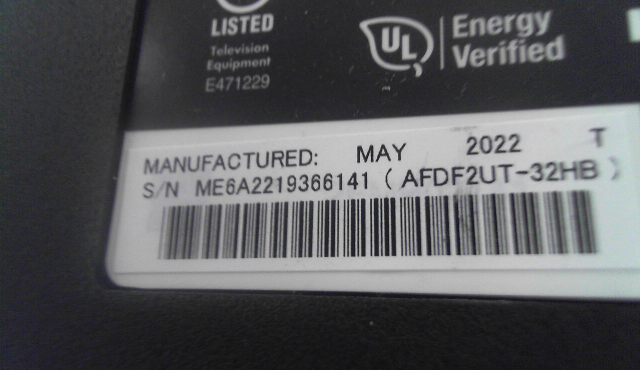 LISTED
Television
Equipment
E471229
UL
Energy
Verified
MANUFACTURED: MAY 2022 T
S/N ME6A2219366141 ( AFDF2UT-32HB )